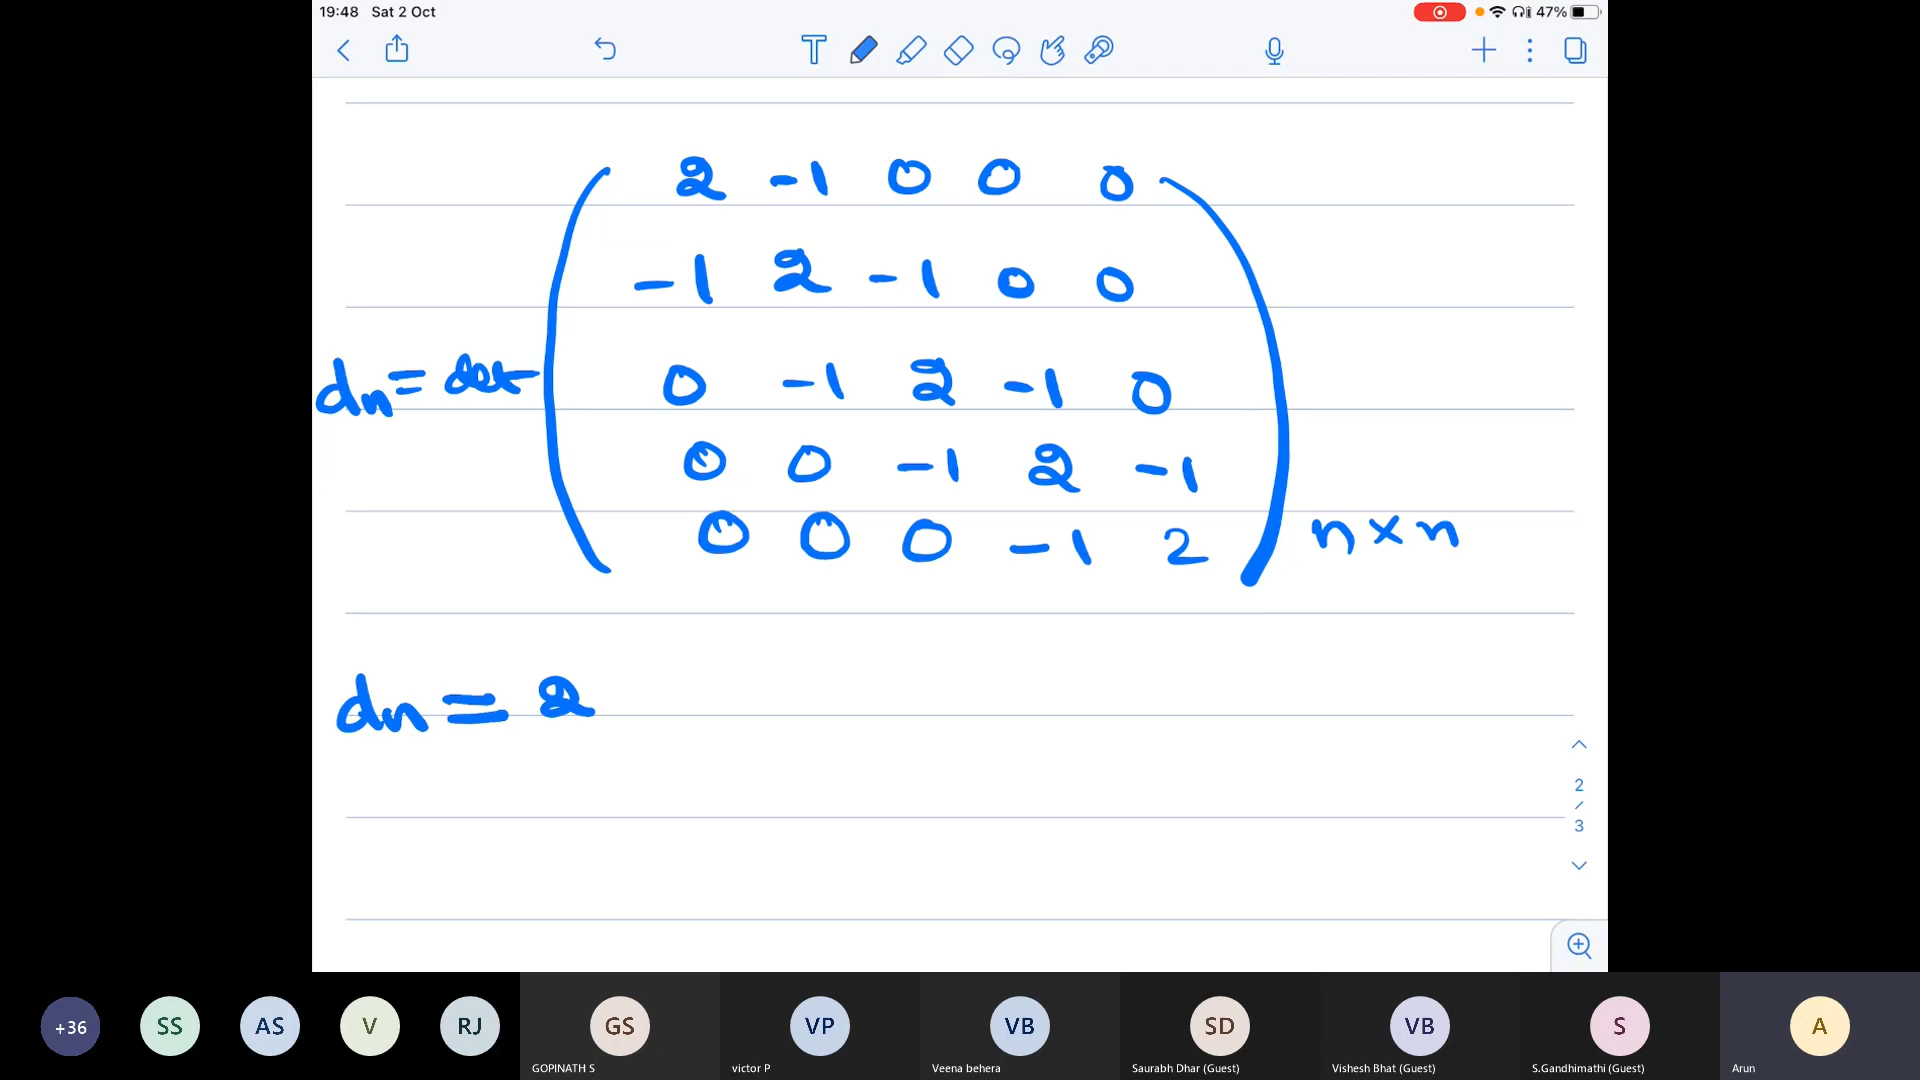 19:48 Sat 2 Oct 47%
T
2 -1 0 0 0
-1 2 -1 0 0
dn = det 0 -1 2 -1 0
0 0 -1 2 -1
0 0 0 -1 2 n x n
dn = 2
2
/
3
+36 SS AS V RJ GS VP VB SD VB S A
GOPINATH S victor P Veena behera Saurabh Dhar (Guest) Vishesh Bhat (Guest) S.Gandhimathi (Guest) Arun